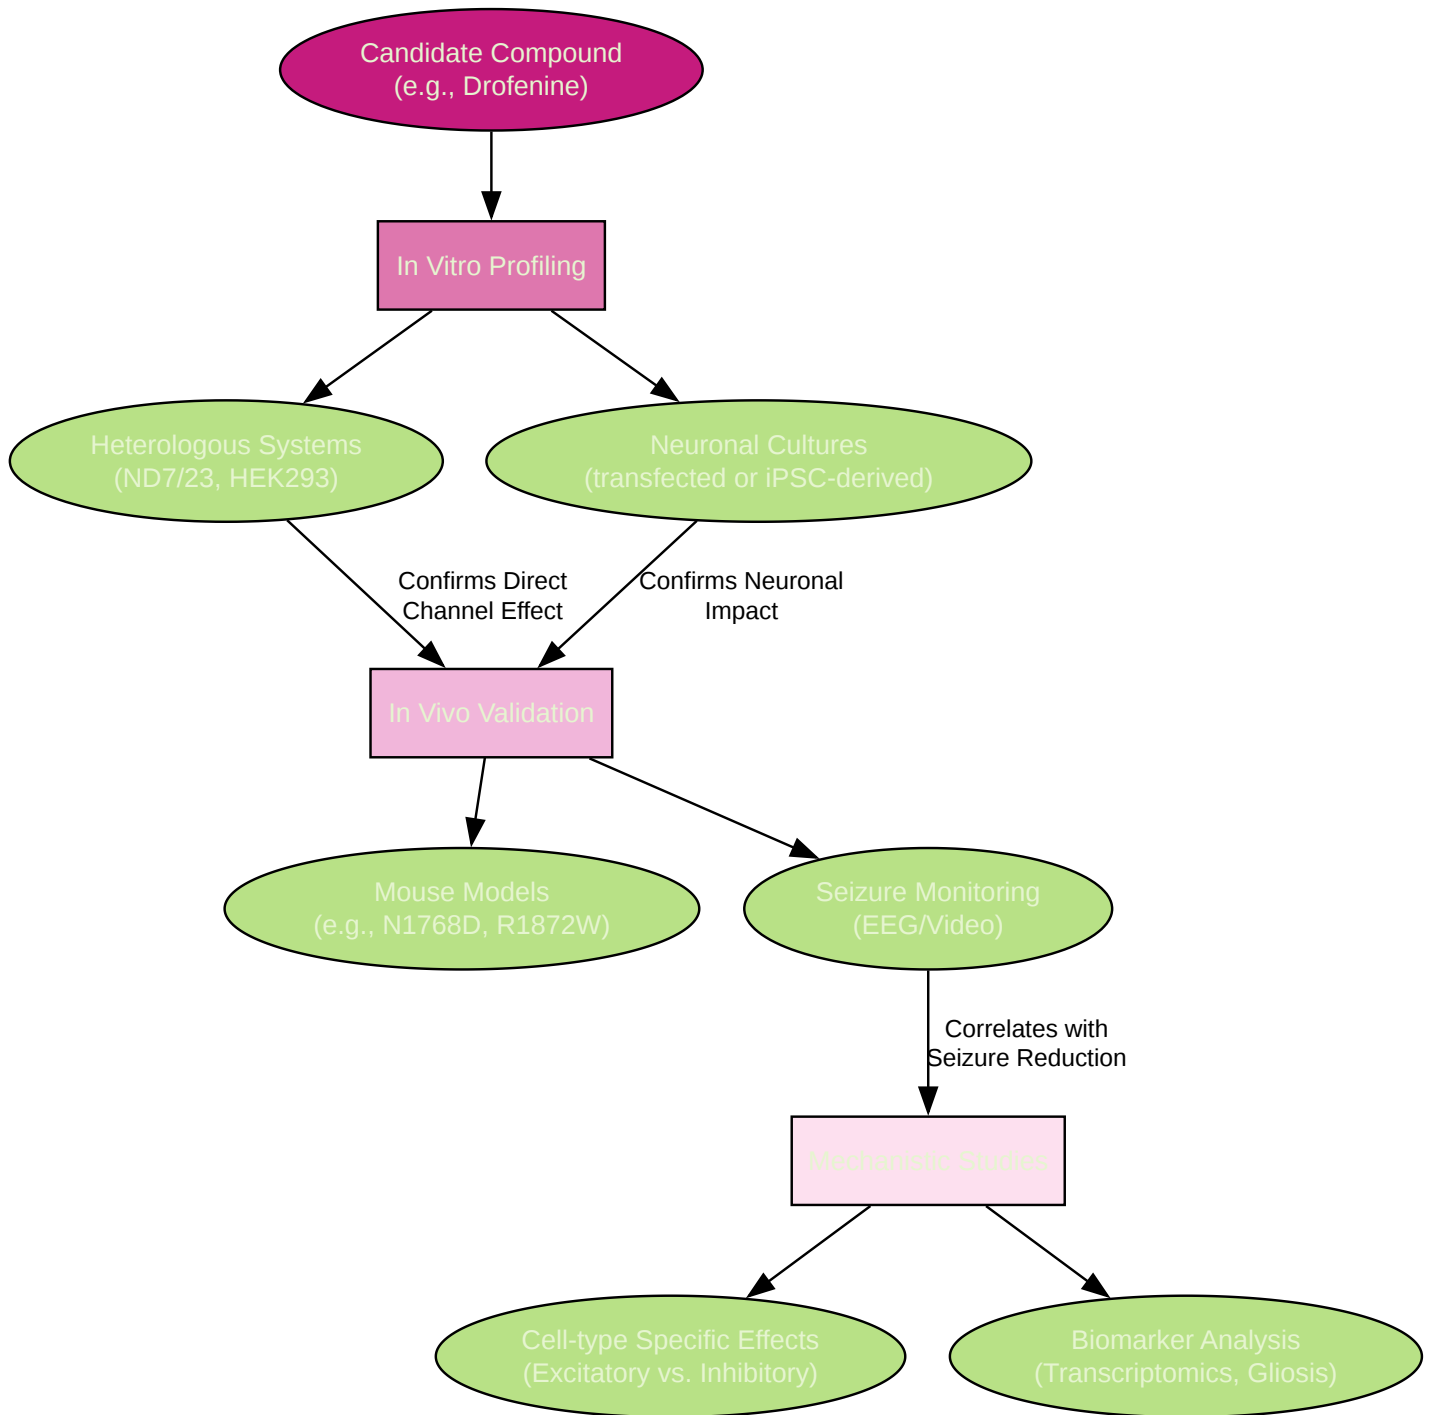 Candidate Compound
(e.g., Drofenine)
In Vitro Profiling
Heterologous Systems
(ND7/23, HEK293)
Neuronal Cultures
(transfected or iPSC-derived)
Confirms Direct
Channel Effect
Confirms Neuronal
Impact
In Vivo Validation
Mouse Models
(e.g., N1768D, R1872W)
Seizure Monitoring
(EEG/Video)
Correlates with
Seizure Reduction
Mechanistic Studies
Cell-type Specific Effects
(Excitatory vs. Inhibitory)
Biomarker Analysis
(Transcriptomics, Gliosis)